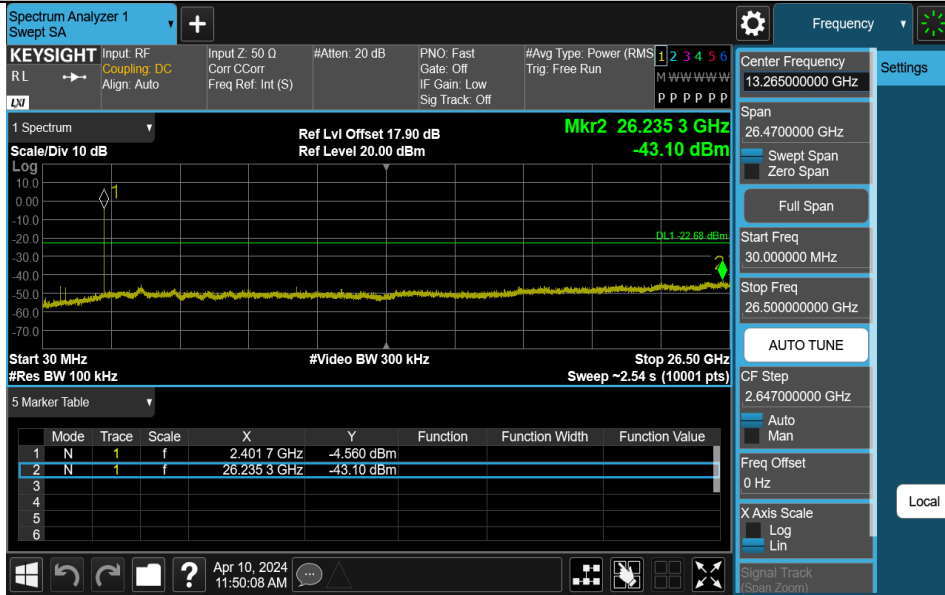 Spectrum Analyzer 1
Swept SA
+
Frequency
KEYSIGHT
RL
LXI
Input: RF
Coupling: DC
Align: Auto
Input Z: 50 Ω
Corr CCorr
Freq Ref: Int (S)
#Atten: 20 dB
PNO: Fast
Gate: Off
IF Gain: Low
Sig Track: Off
#Avg Type: Power (RMS
Trig: Free Run
1 2 3 4 5 6
M W W W W W
P P P P P P
Center Frequency
13.265000000 GHz
Settings
Span
26.4700000 GHz
Swept Span
Zero Span
Full Span
Start Freq
30.000000 MHz
Stop Freq
26.500000000 GHz
AUTO TUNE
CF Step
2.647000000 GHz
Auto
Man
Freq Offset
0 Hz
X Axis Scale
Log
Lin
Signal Track
(Span Zoom)
Local
1 Spectrum
Scale/Div 10 dB
Ref Lvl Offset 17.90 dB
Ref Level 20.00 dBm
Mkr2 26.235 3 GHz
-43.10 dBm
Log
10.0
0.00
-10.0
-20.0
-30.0
-40.0
-50.0
-60.0
-70.0
1
DL1 -22.68 dBm
2
Start 30 MHz
#Video BW 300 kHz
Stop 26.50 GHz
#Res BW 100 kHz
Sweep ~2.54 s (10001 pts)
5 Marker Table
Mode Trace Scale X Y Function Function Width Function Value
1 N 1 f 2.401 7 GHz -4.560 dBm
2 N 1 f 26.235 3 GHz -43.10 dBm
3
4
5
6
?
Apr 10, 2024
11:50:08 AM